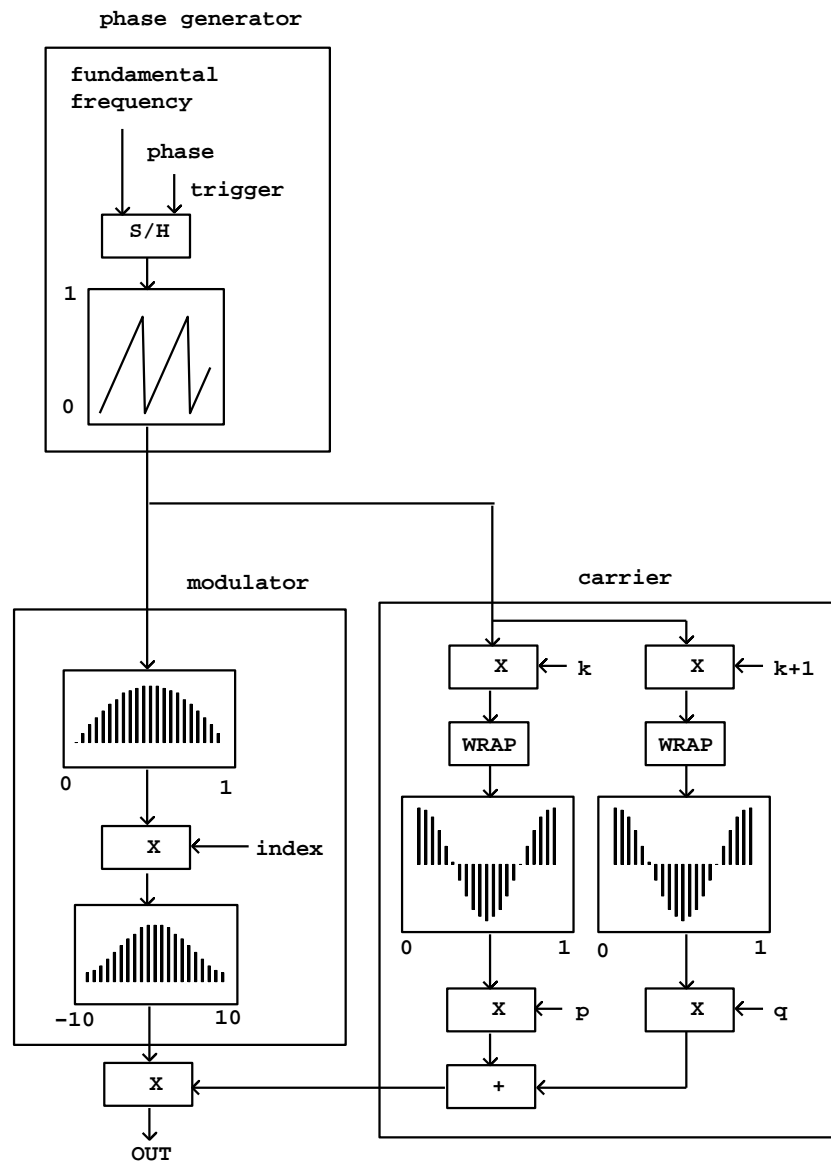 phase generator
fundamental
frequency
phase
trigger
S/H
1
0
modulator
carrier
X
k
X
k+1
WRAP
WRAP
0
1
X
index
0
1
0
1
−10
10
X
p
X
q
X
+
OUT